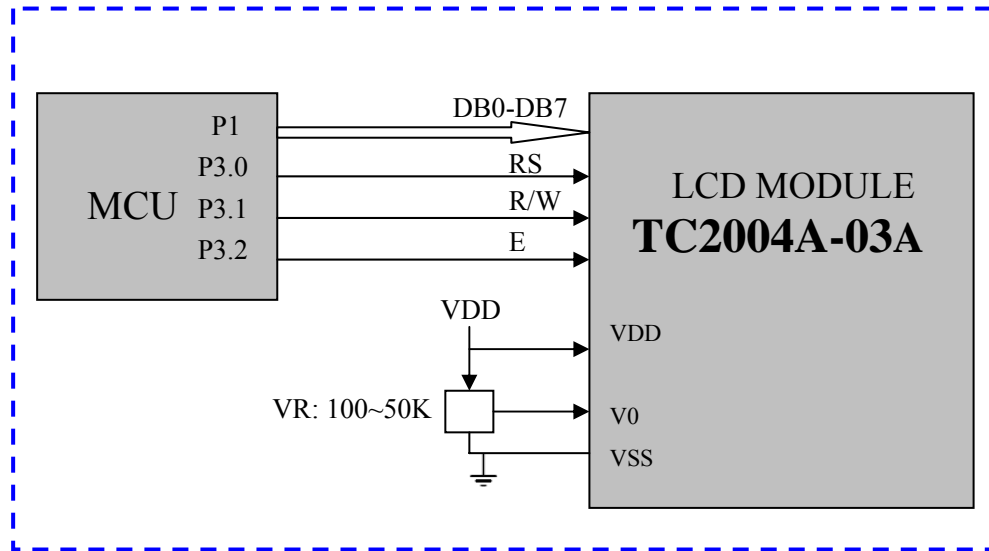 MCU
P1
P3.0
P3.1
P3.2
DB0-DB7
RS
R/W
E
LCD MODULE
TC2004A-03A
VDD
VDD
VR: 100~50K
V0
VSS